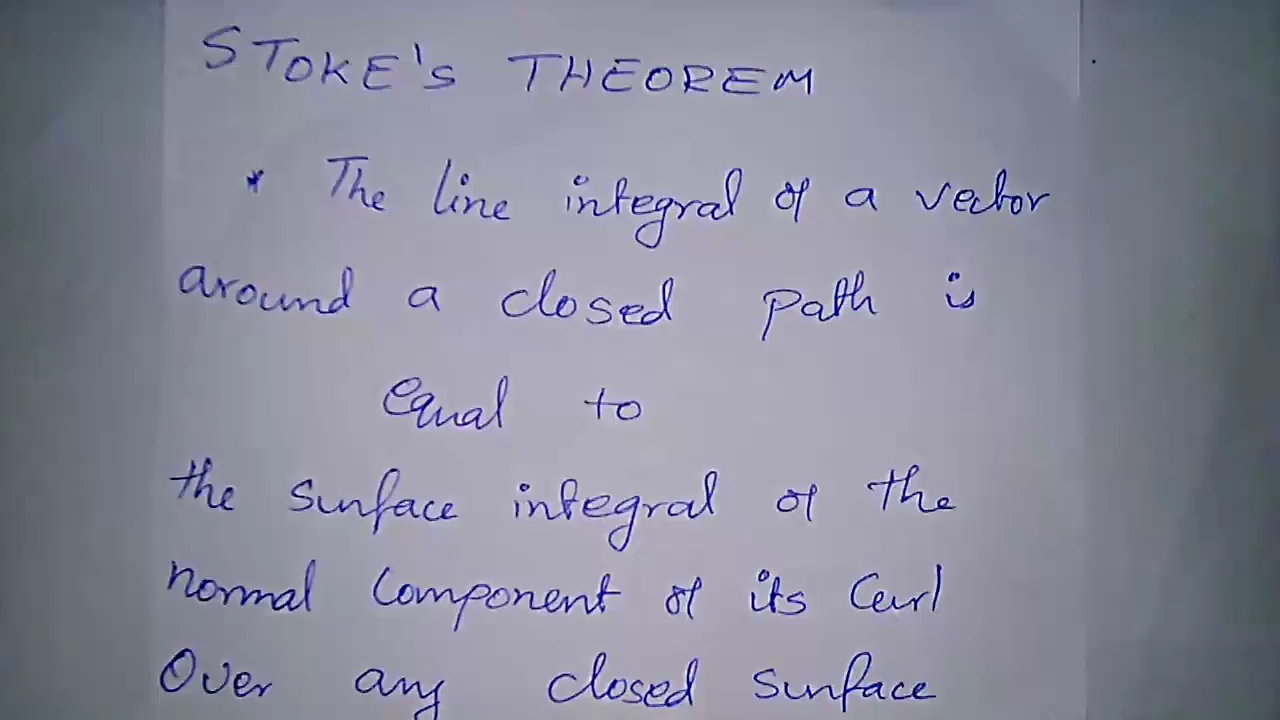 STOKE's THEOREM
* The line integral of a vector
around a closed path is
equal to
the surface integral of the
normal component of its Curl
Over any closed surface